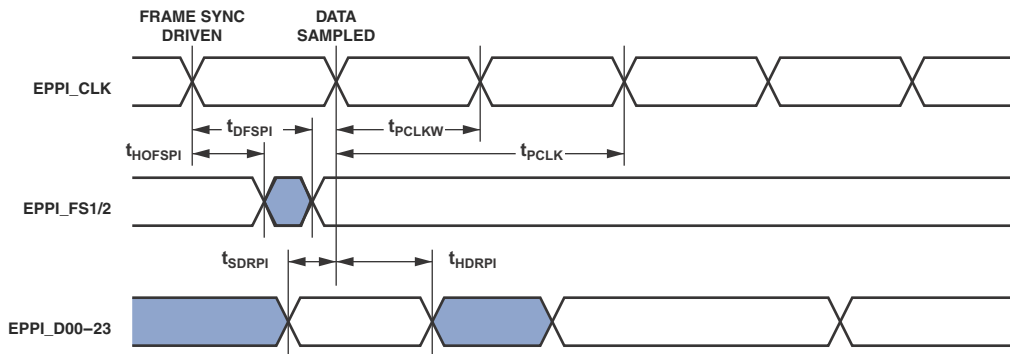 FRAME SYNC
DRIVEN
DATA
SAMPLED
EPPI_CLK
tDFSPI
tPCLKW
tHOFSPI
tPCLK
EPPI_FS1/2
tSDRPI
tHDRPI
EPPI_D00–23